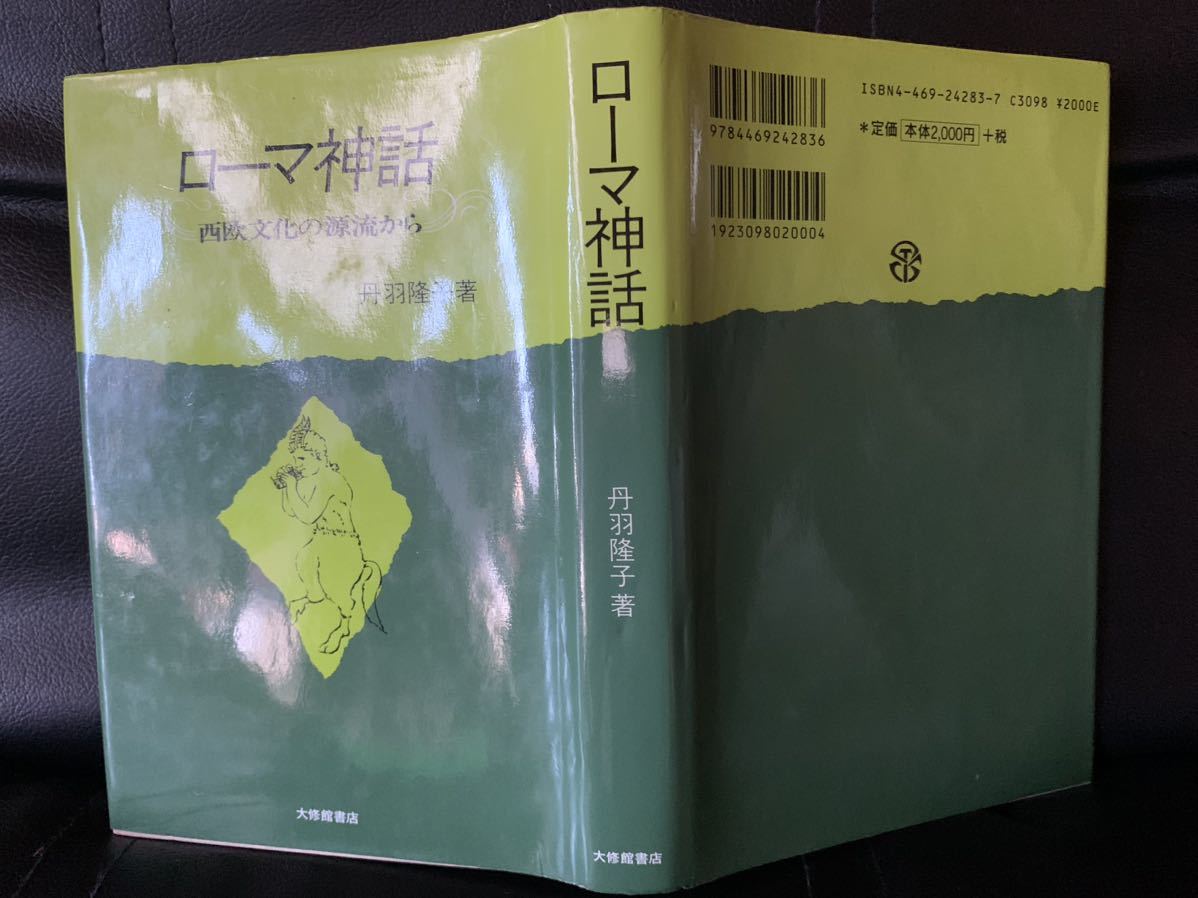 ローマ神話
西欧文化の源流から
丹羽隆子著
大修館書店
ローマ神話
丹羽隆子 著
大修館書店
9784469242836
1923098020004
ISBN4-469-24283-7 C3098 ¥2000E
*定価 本体2,000円 +税